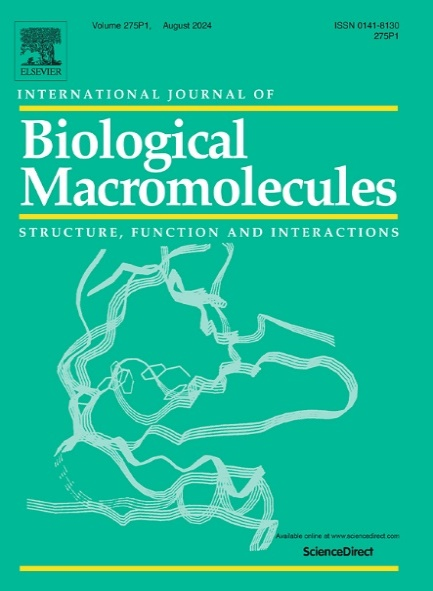 Volume 275P1, August 2024 ISSN 0141-8130
275P1
ELSEVIER
INTERNATIONAL JOURNAL OF
Biological
Macromolecules
STRUCTURE, FUNCTION AND INTERACTIONS
Available online at www.sciencedirect.com
ScienceDirect